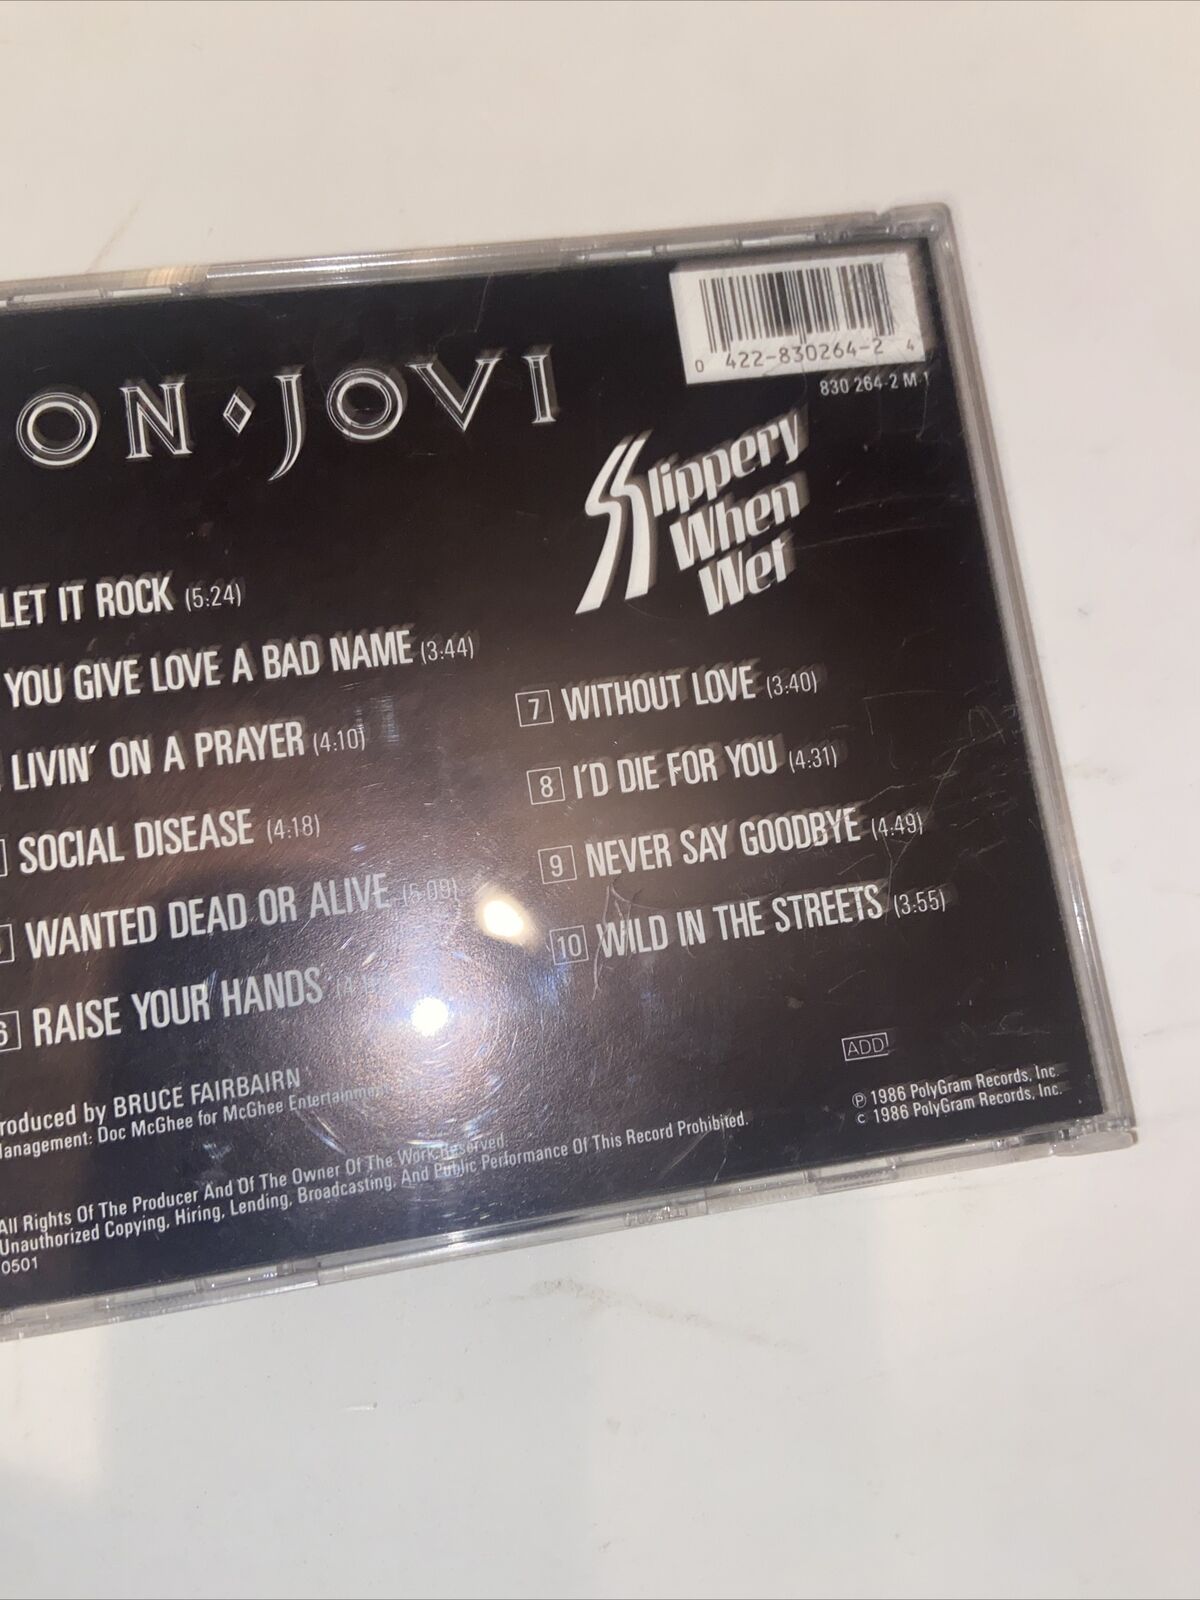 0 422-830264-2 4
830 264-2 M-1
ON JOVI
Slippery
When
Wet
LET IT ROCK (5:24)
YOU GIVE LOVE A BAD NAME (3:44)
LIVIN' ON A PRAYER (4:10)
SOCIAL DISEASE (4:18)
WANTED DEAD OR ALIVE (5:09)
6 RAISE YOUR HANDS
7 WITHOUT LOVE (3:40)
8 I'D DIE FOR YOU (4:31)
9 NEVER SAY GOODBYE (4:49)
10 WILD IN THE STREETS (3:55)
ADD
roduced by BRUCE FAIRBAIRN
anagement: Doc McGhee for McGhee Entertainme
℗ 1986 PolyGram Records, Inc.
© 1986 PolyGram Records, Inc.
All Rights Of The Producer And Of The Owner Of The Work Reserved.
Unauthorized Copying, Hiring, Lending, Broadcasting, And Public Performance Of This Record Prohibited.
0501